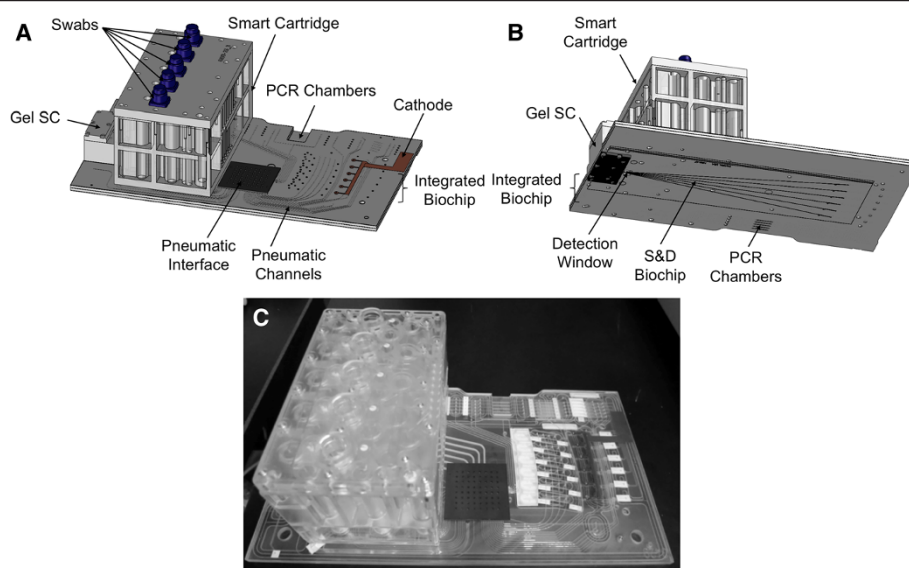 A
Swabs
Smart Cartridge
PCR Chambers
Cathode
Gel SC
Integrated
Biochip
Pneumatic
Interface
Pneumatic
Channels
B
Smart
Cartridge
Gel SC
Integrated
Biochip
Detection
Window
S&D
Biochip
PCR
Chambers
C